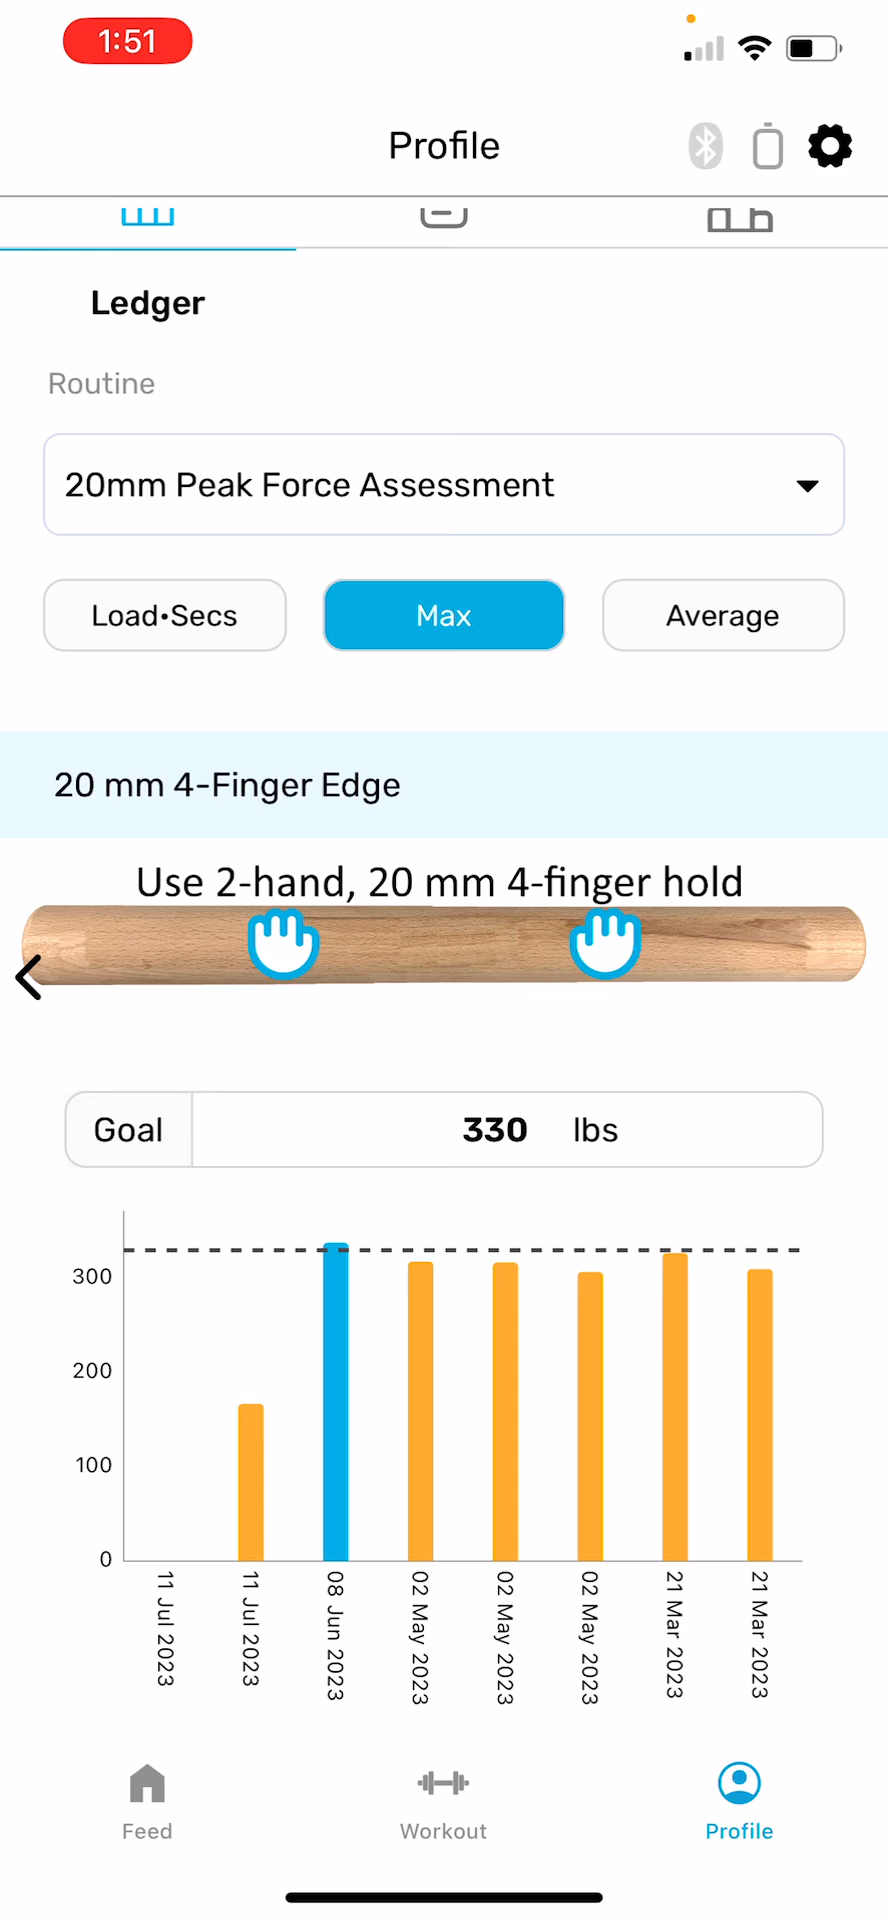 1:51
Profile
Ledger
Routine
20mm Peak Force Assessment
Load•Secs
Max
Average
20 mm 4-Finger Edge
Use 2-hand, 20 mm 4-finger hold
Goal 330 lbs
300
200
100
0
11 Jul 2023
11 Jul 2023
08 Jun 2023
02 May 2023
02 May 2023
02 May 2023
21 Mar 2023
21 Mar 2023
Feed
Workout
Profile